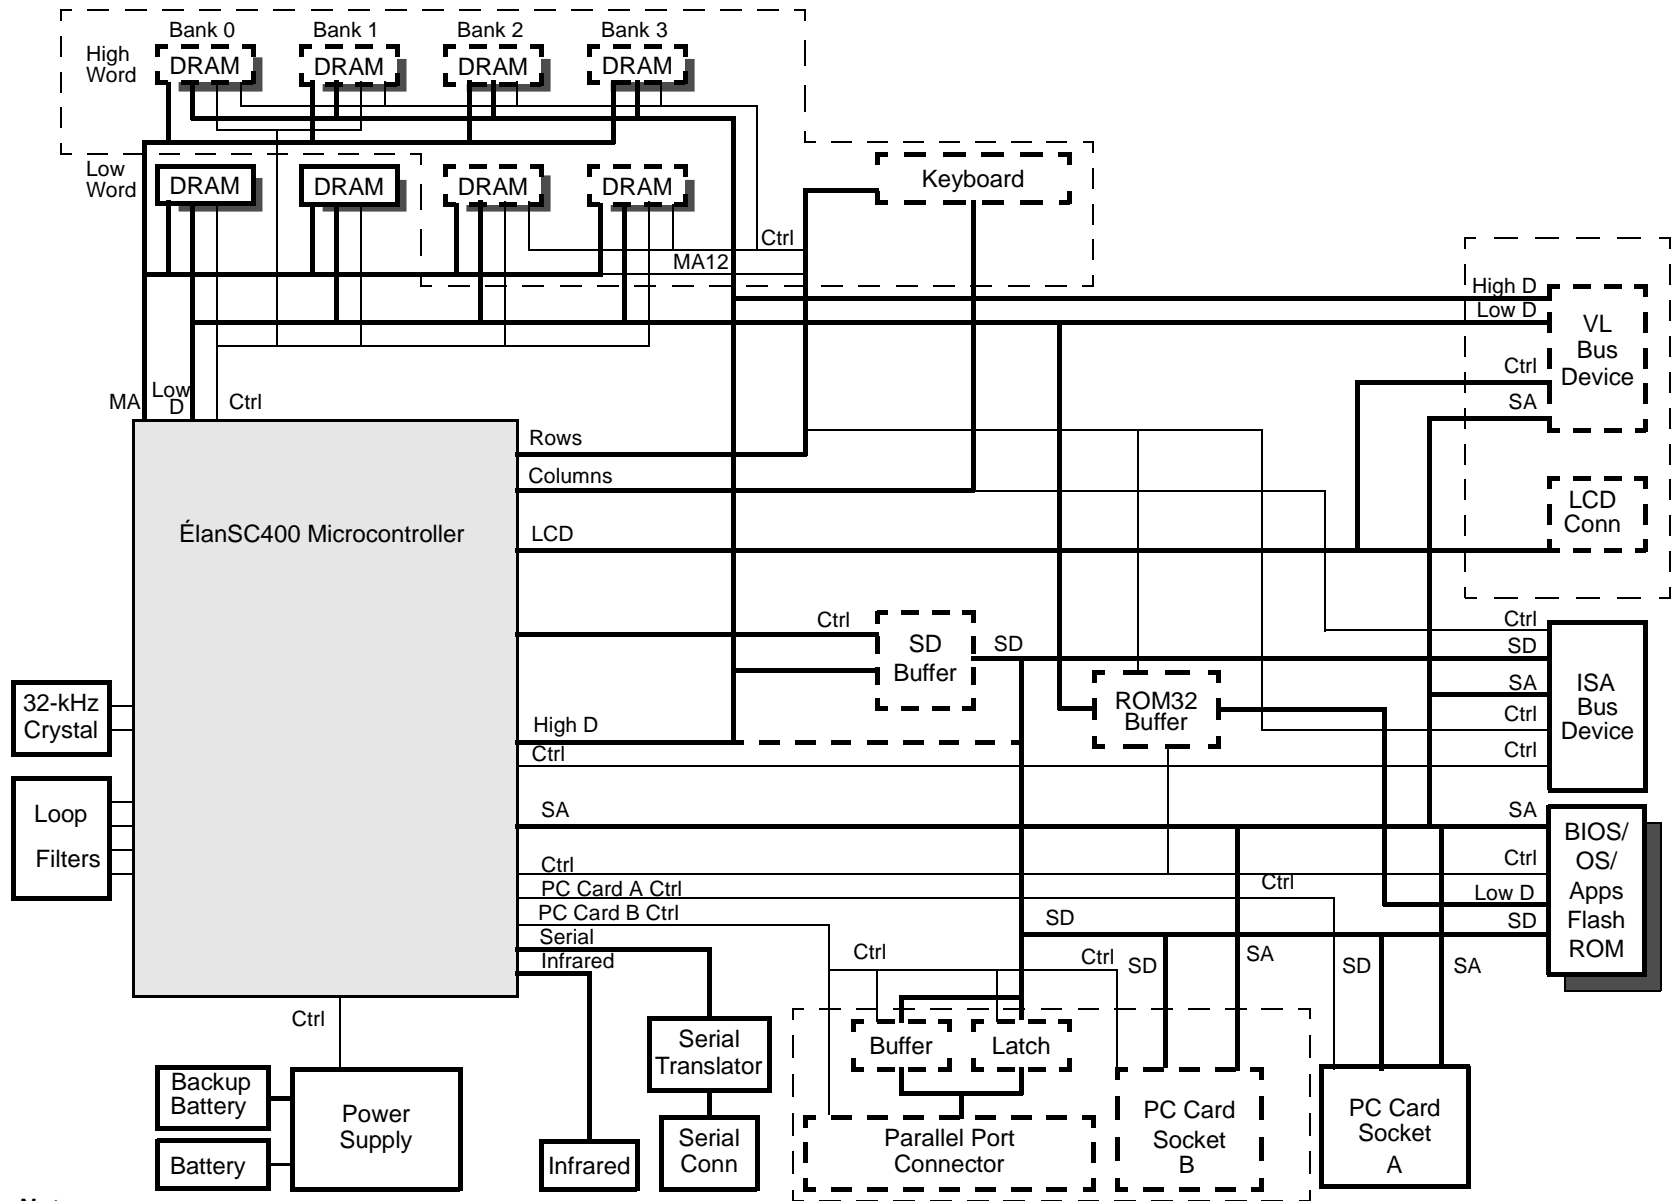 Bank 0
Bank 1
Bank 2
Bank 3
High
Word
DRAM
DRAM
DRAM
DRAM
Low
Word
DRAM
DRAM
DRAM
DRAM
Keyboard
Ctrl
MA12
High D
Low D
VL
Bus
Device
Ctrl
SA
MA
Low
D
Ctrl
Rows
Columns
LCD
Conn
ÉlanSC400 Microcontroller
LCD
Ctrl
SD
Buffer
SD
Ctrl
SD
SA
Ctrl
Ctrl
ISA
Bus
Device
ROM32
Buffer
32-kHz
Crystal
High D
Ctrl
Loop
Filters
SA
SA
Ctrl
Low D
SD
BIOS/
OS/
Apps
Flash
ROM
Ctrl
PC Card A Ctrl
PC Card B Ctrl
Serial
Infrared
Ctrl
SD
Ctrl
Ctrl
SD
SA
SD
SA
Ctrl
Serial
Translator
Buffer
Latch
Backup
Battery
Power
Supply
Battery
Infrared
Serial
Conn
Parallel Port
Connector
PC Card
Socket
B
PC Card
Socket
A